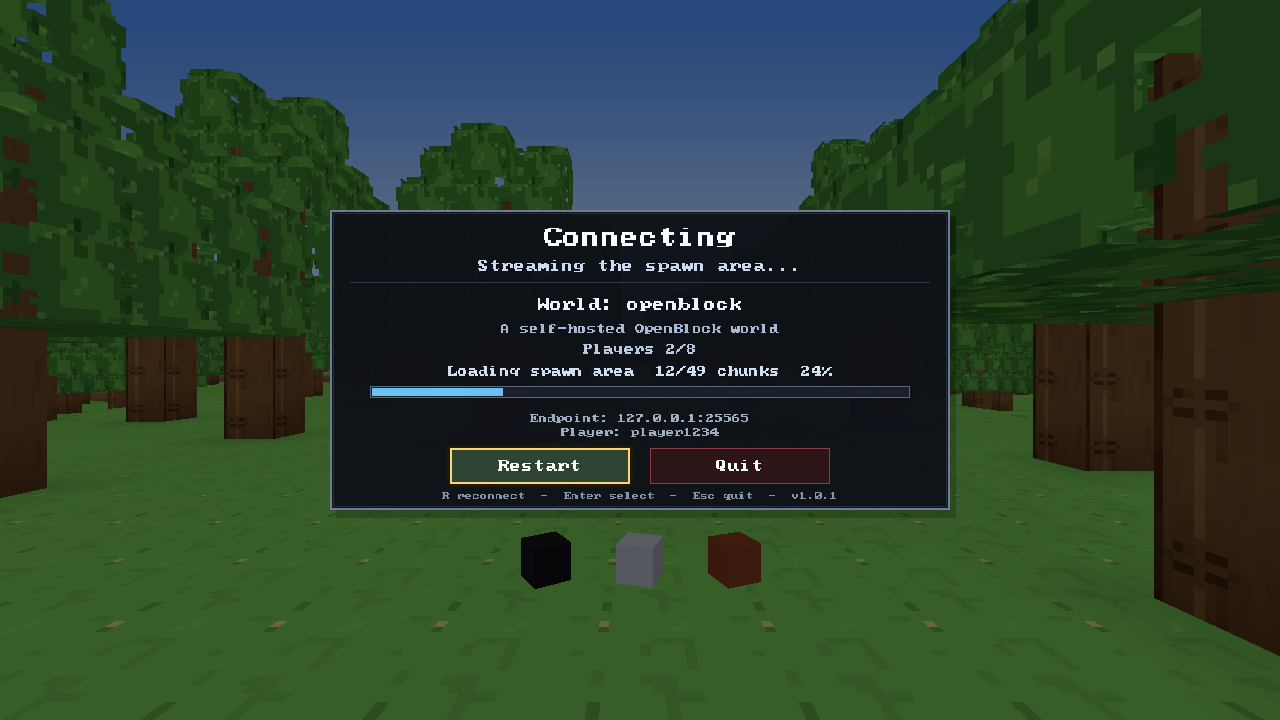 Connecting
Streaming the spawn area...
World: openblock
A self-hosted OpenBlock world
Players 2/8
Loading spawn area 12/49 chunks 24%
Endpoint: 127.0.0.1:25565
Player: player1234
Restart Quit
R reconnect - Enter select - Esc quit - v1.0.1